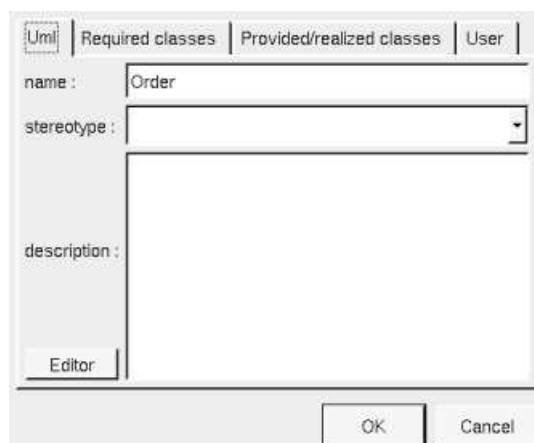 Uml Required classes Provided/realized classes User
name : Order
stereotype :
description :
Editor
OK Cancel